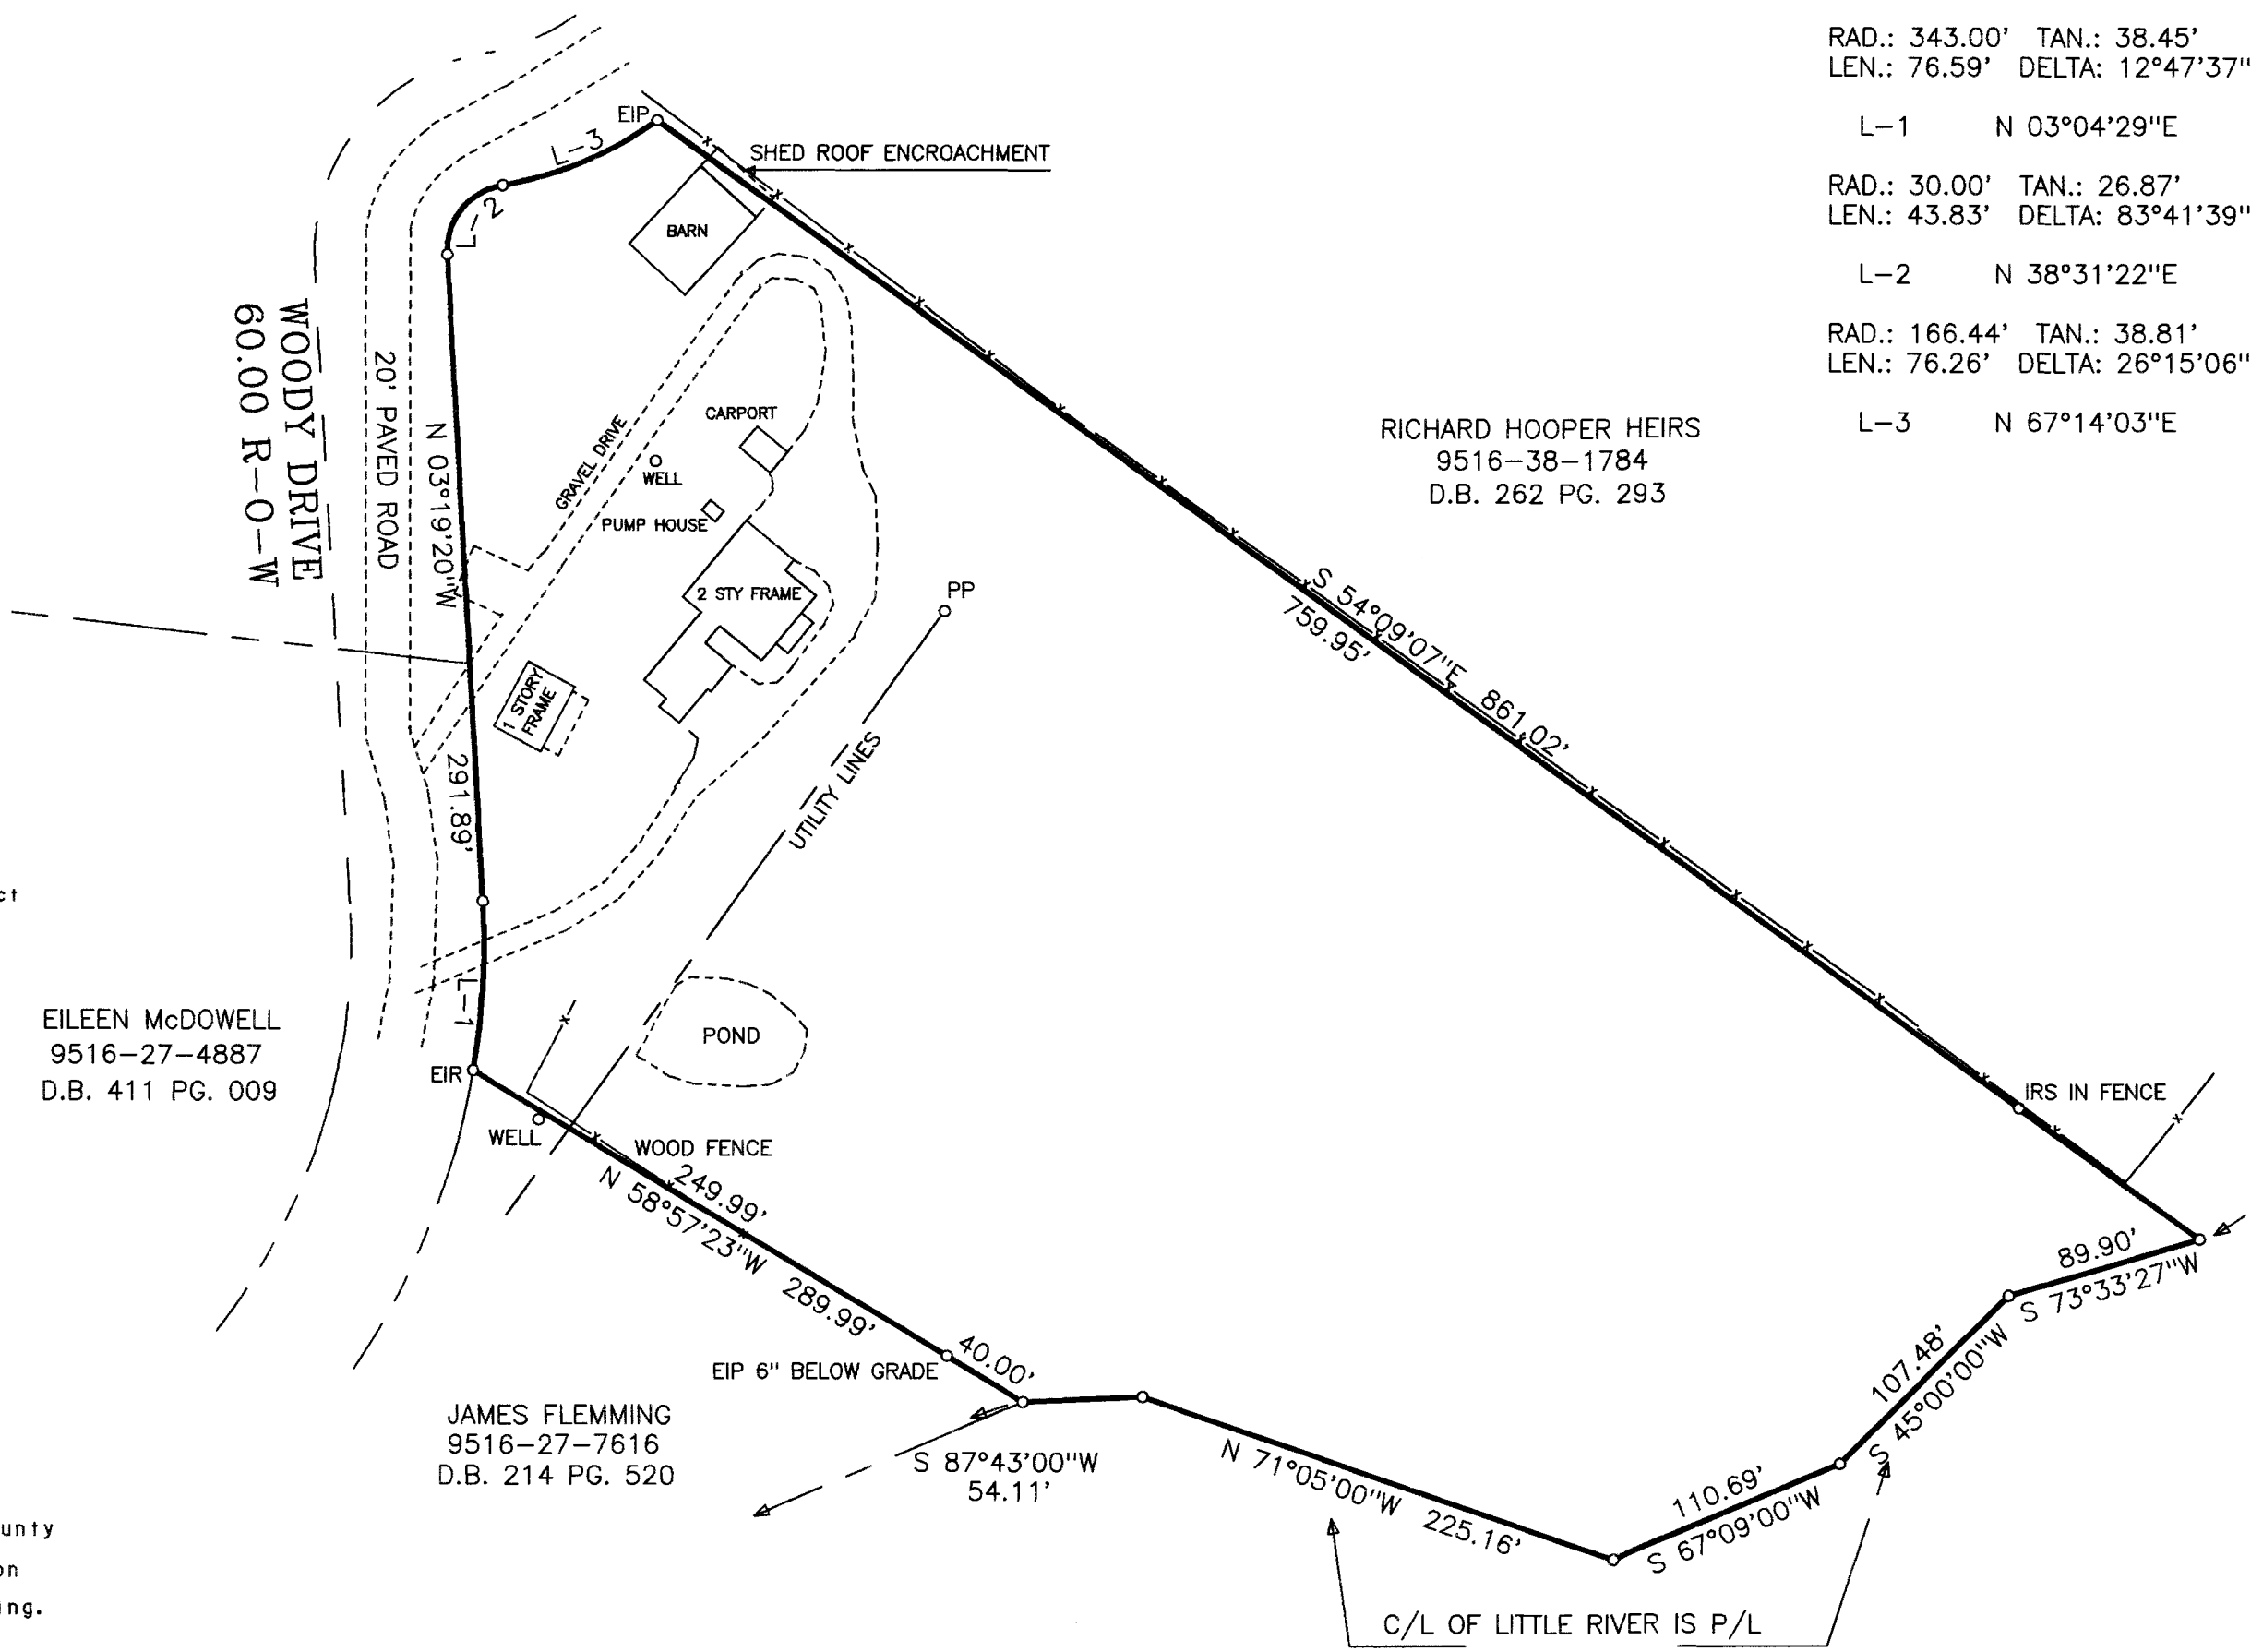 RAD.: 343.00' TAN.: 38.45'
LEN.: 76.59' DELTA: 12°47'37"
L-1 N 03°04'29"E
RAD.: 30.00' TAN.: 26.87'
LEN.: 43.83' DELTA: 83°41'39"
L-2 N 38°31'22"E
RAD.: 166.44' TAN.: 38.81'
LEN.: 76.26' DELTA: 26°15'06"
L-3 N 67°14'03"E
EIP
L-3
SHED ROOF ENCROACHMENT
L-2
BARN
WOODY DRIVE
60.00 R-O-W
20' PAVED ROAD
N 03°19'20"W
291.89'
GRAVEL DRIVE
CARPORT
WELL
PUMP HOUSE
2 STY FRAME
1 STORY
FRAME
PP
UTILITY LINES
RICHARD HOOPER HEIRS
9516-38-1784
D.B. 262 PG. 293
S 54°09'07"E 861.02'
759.95'
ct
L-1
EILEEN McDOWELL
9516-27-4887
D.B. 411 PG. 009
EIR
POND
WELL
WOOD FENCE
249.99'
N 58°57'23"W 289.99'
IRS IN FENCE
89.90'
S 73°33'27"W
107.48'
S 45°00'00"W
EIP 6" BELOW GRADE
40.00'
JAMES FLEMMING
9516-27-7616
D.B. 214 PG. 520
S 87°43'00"W
54.11'
N 71°05'00"W 225.16'
110.69'
S 67°09'00"W
C/L OF LITTLE RIVER IS P/L
unty
on
ng.